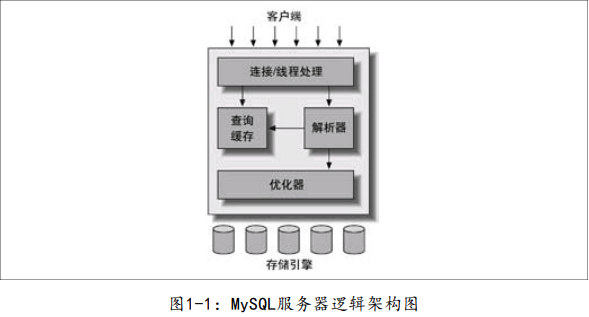 客户端
连接/线程处理
查询
缓存
解析器
优化器
存储引擎
图1-1：MySQL服务器逻辑架构图